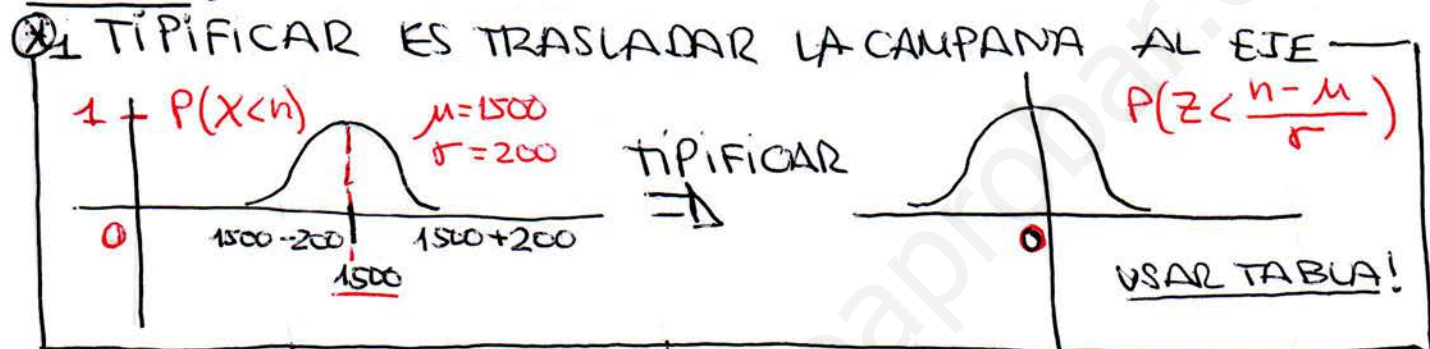 ⊗1 TiPiFiCAR ES TRASLADAR LA CAMPANA AL EJE
1 P(X<n) μ=1500 P(Z< (n-μ)/σ )
σ=200 TiPiFiCAR
0 1500-200 1500+200 ⇒ 0
1500 USAR TABLA!